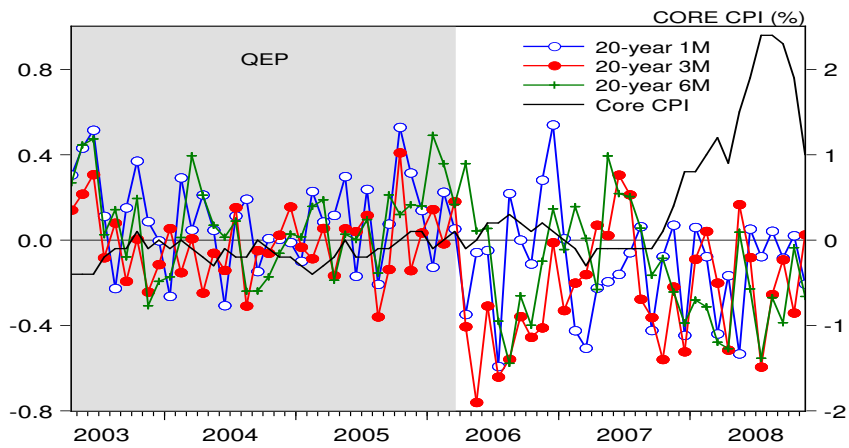 CORE CPI (%)
QEP
20-year 1M
20-year 3M
20-year 6M
Core CPI
0.8
0.4
0.0
-0.4
-0.8
2
1
0
-1
-2
2003 2004 2005 2006 2007 2008